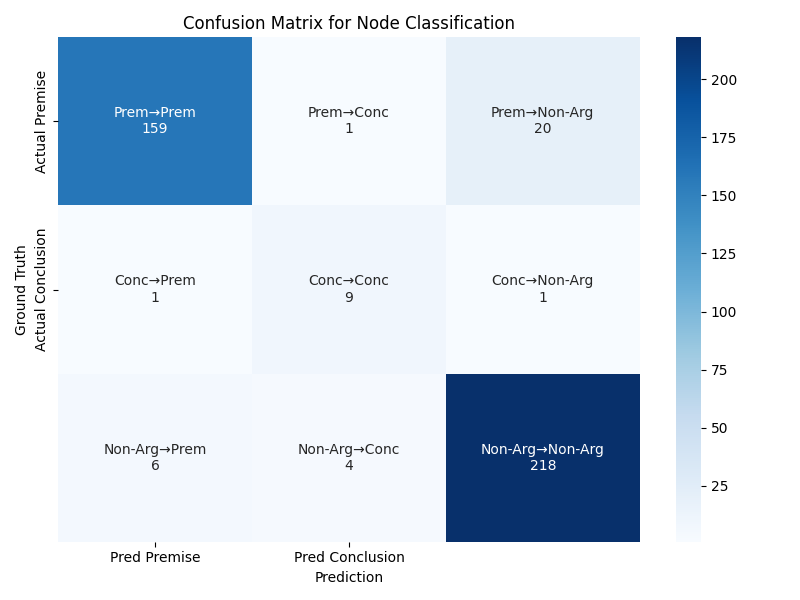 Confusion Matrix for Node Classification
Prem→Prem
159
Prem→Conc
1
Prem→Non-Arg
20
Conc→Prem
1
Conc→Conc
9
Conc→Non-Arg
1
Non-Arg→Prem
6
Non-Arg→Conc
4
Non-Arg→Non-Arg
218
Actual Premise
Actual Conclusion
Ground Truth
Pred Premise
Pred Conclusion
Prediction
200
175
150
125
100
75
50
25